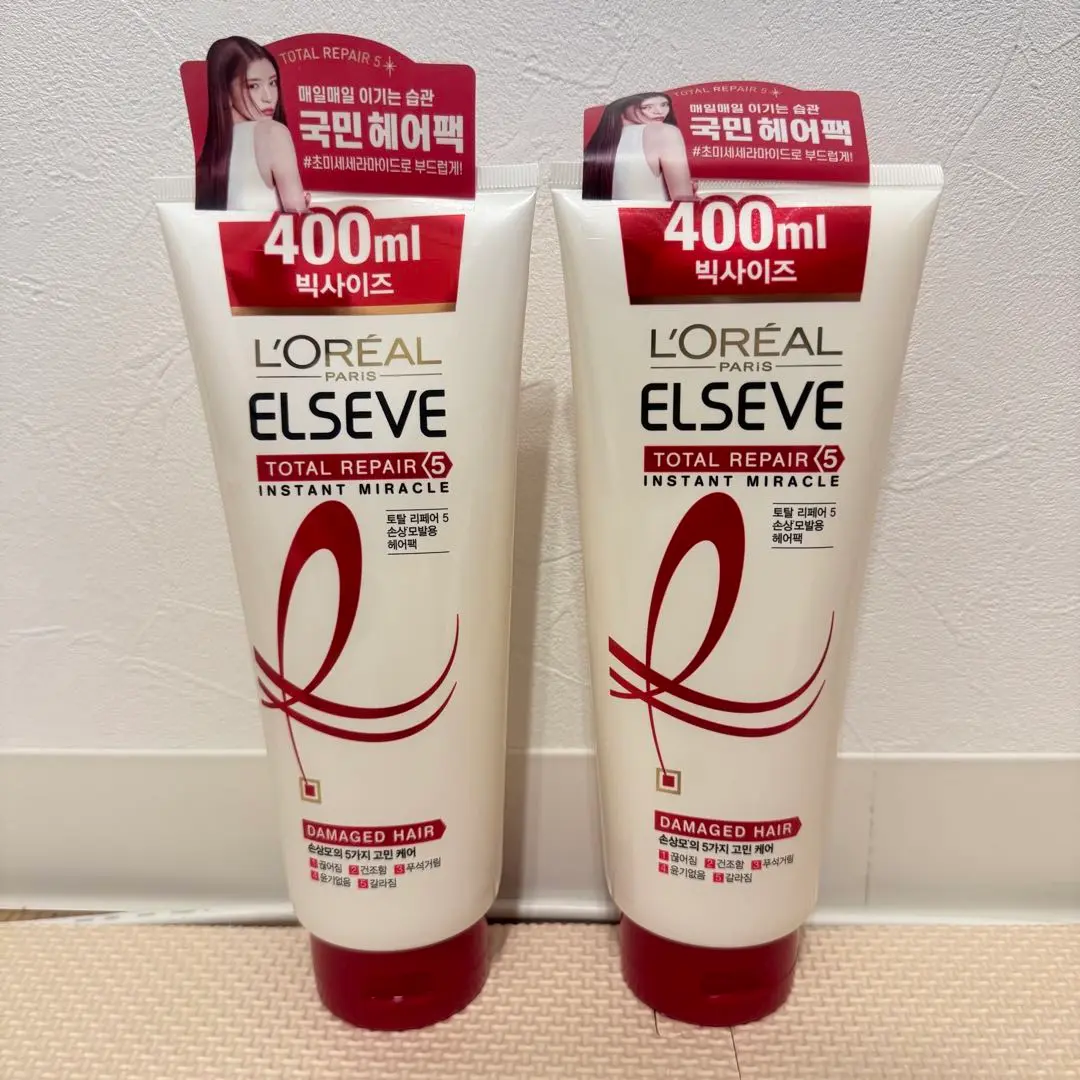 TOTAL REPAIR 5
매일매일 이기는 습관
국민 헤어팩
#초미세세라마이드로 부드럽게!
400ml
빅사이즈
L'ORÉAL
PARIS
ELSEVE
TOTAL REPAIR 5
INSTANT MIRACLE
토탈 리페어 5
손상모발용
헤어팩
DAMAGED HAIR
손상모의 5가지 고민 케어
1 끊어짐 2 건조함 3 푸석거림
4 윤기없음 5 갈라짐
TOTAL REPAIR 5
매일매일 이기는 습관
국민 헤어팩
#초미세세라마이드로 부드럽게!
400ml
빅사이즈
L'ORÉAL
PARIS
ELSEVE
TOTAL REPAIR 5
INSTANT MIRACLE
토탈 리페어 5
손상모발용
헤어팩
DAMAGED HAIR
손상모의 5가지 고민 케어
1 끊어짐 2 건조함 3 푸석거림
4 윤기없음 5 갈라짐